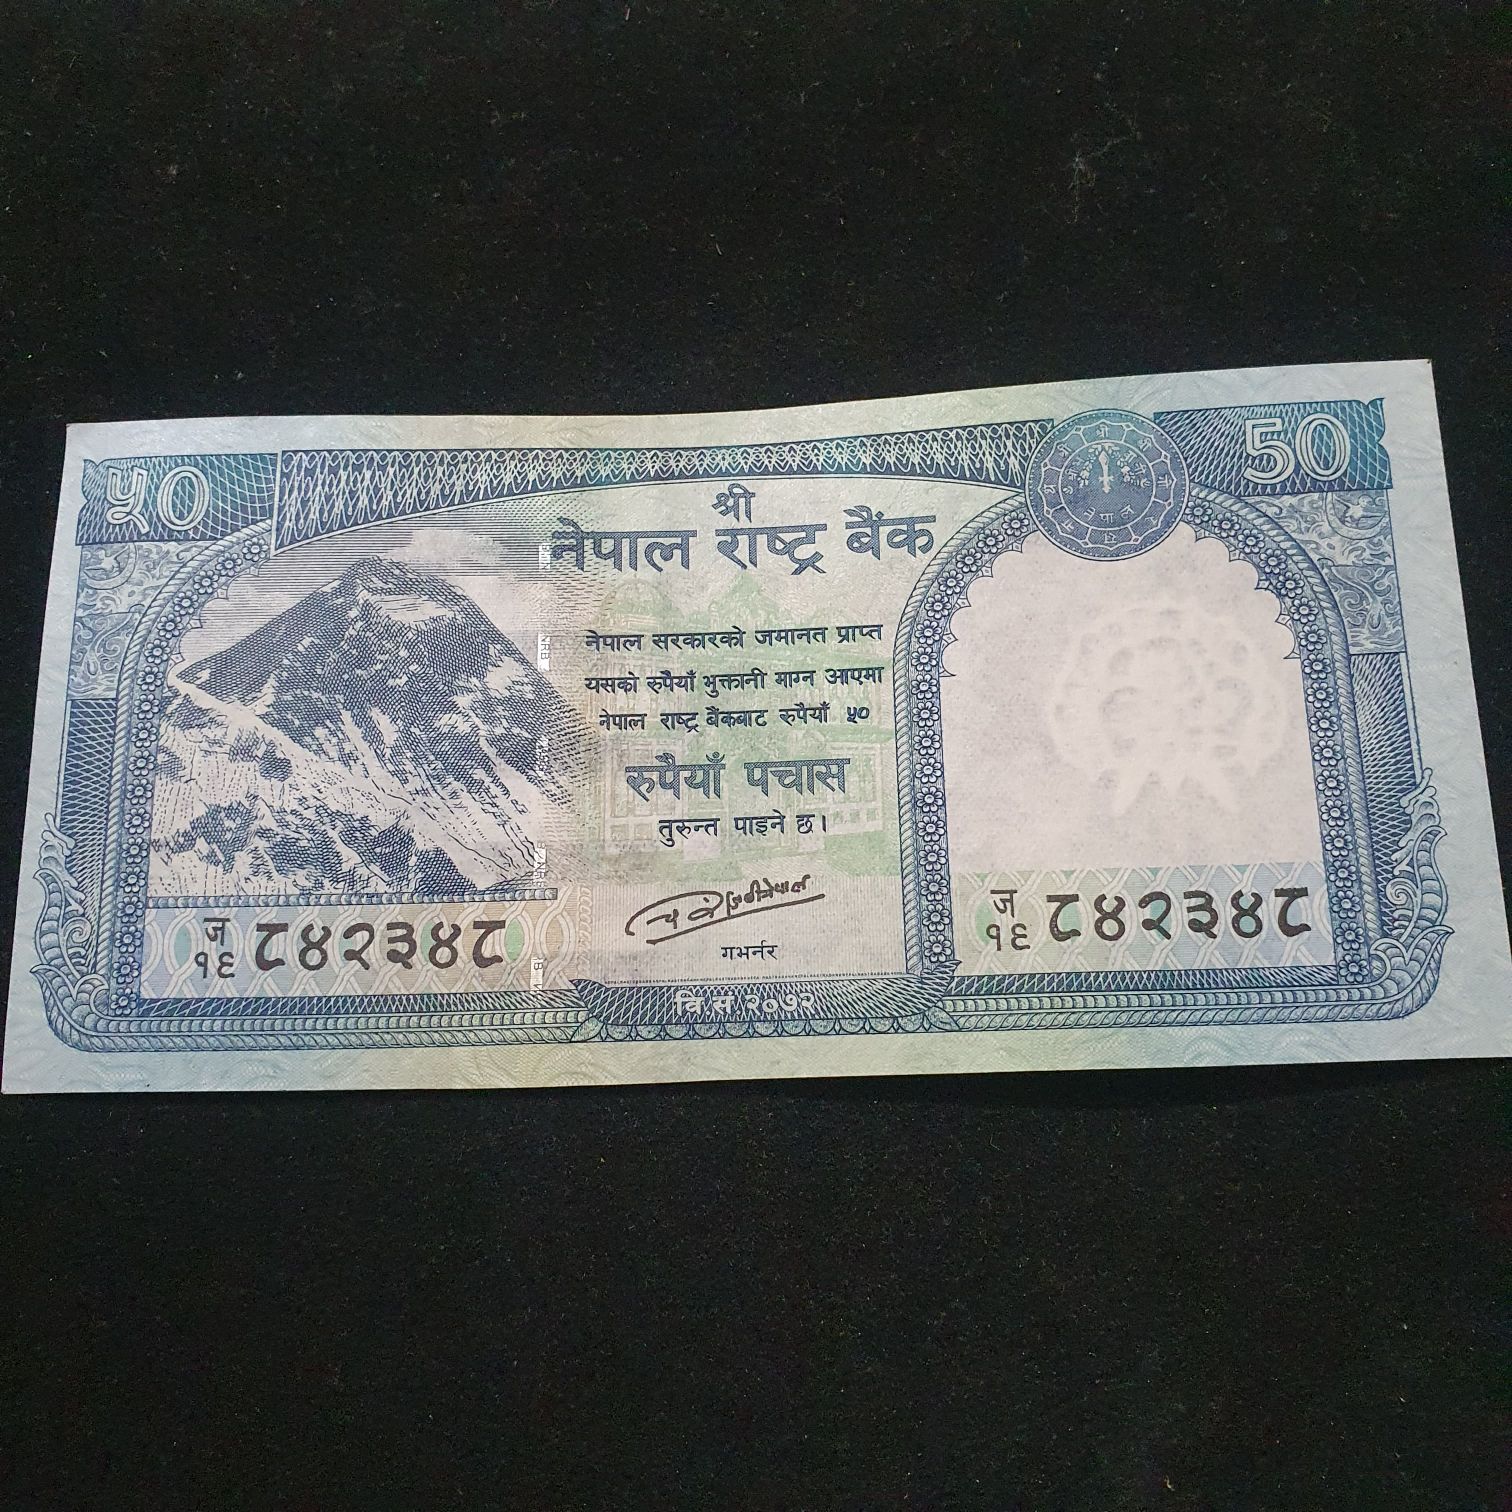 ५०
50
श्री
नेपाल राष्ट्र बैंक
नेपाल सरकारको जमानत प्राप्त
यसको रुपैयाँ भुक्तानी माग्न आएमा
नेपाल राष्ट्र बैंकबाट रुपैयाँ ५०
रुपैयाँ पचास
तुरुन्त पाइने छ।
गभर्नर
ज
१६ ८४२३४८
ज
१६ ८४२३४८
वि.सं.२०७२